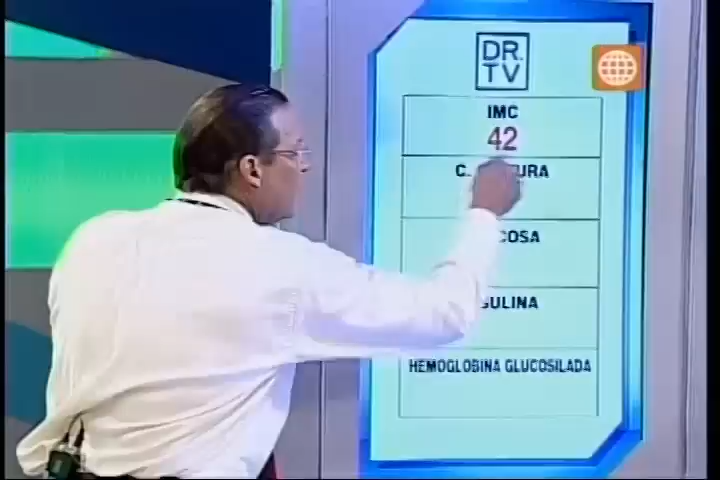 DR.
TV
IMC
42
C. URA
COSA
ULINA
HEMOGLOBINA GLUCOSILADA